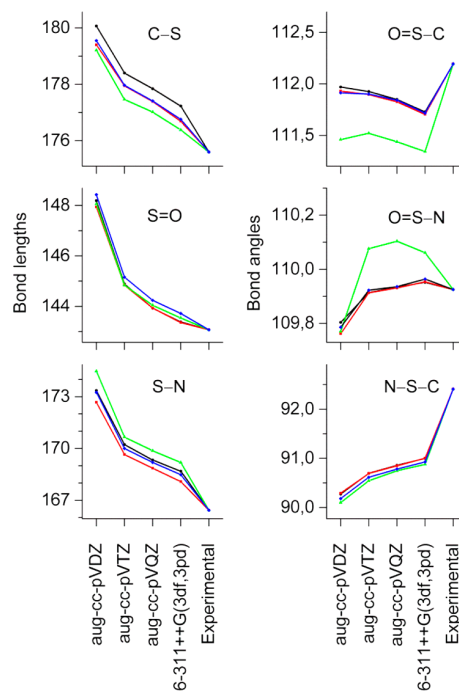 Bond lengths
C–S
180
178
176
S=O
148
146
144
S–N
173
170
167
aug-cc-pVDZ
aug-cc-pVTZ
aug-cc-pVQZ
6-311++G(3df,3pd)
Experimental
Bond angles
O=S–C
112,5
112,0
111,5
O=S–N
110,2
110,0
109,8
N–S–C
92,0
91,0
90,0
aug-cc-pVDZ
aug-cc-pVTZ
aug-cc-pVQZ
6-311++G(3df,3pd)
Experimental